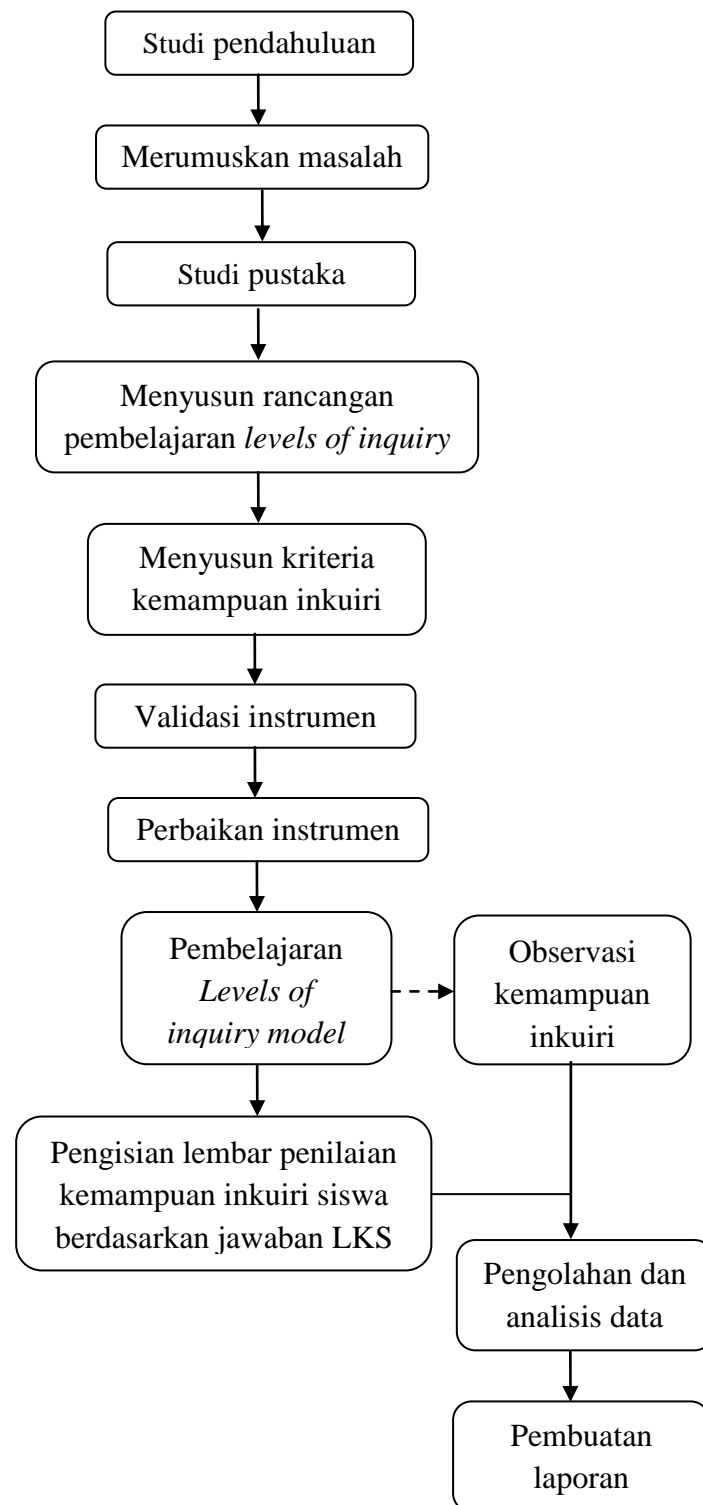 Studi pendahuluan
Merumuskan masalah
Studi pustaka
Menyusun rancangan
pembelajaran levels of inquiry
Menyusun kriteria
kemampuan inkuiri
Validasi instrumen
Perbaikan instrumen
Pembelajaran
Levels of
inquiry model
Observasi
kemampuan
inkuiri
Pengisian lembar penilaian
kemampuan inkuiri siswa
berdasarkan jawaban LKS
Pengolahan dan
analisis data
Pembuatan
laporan